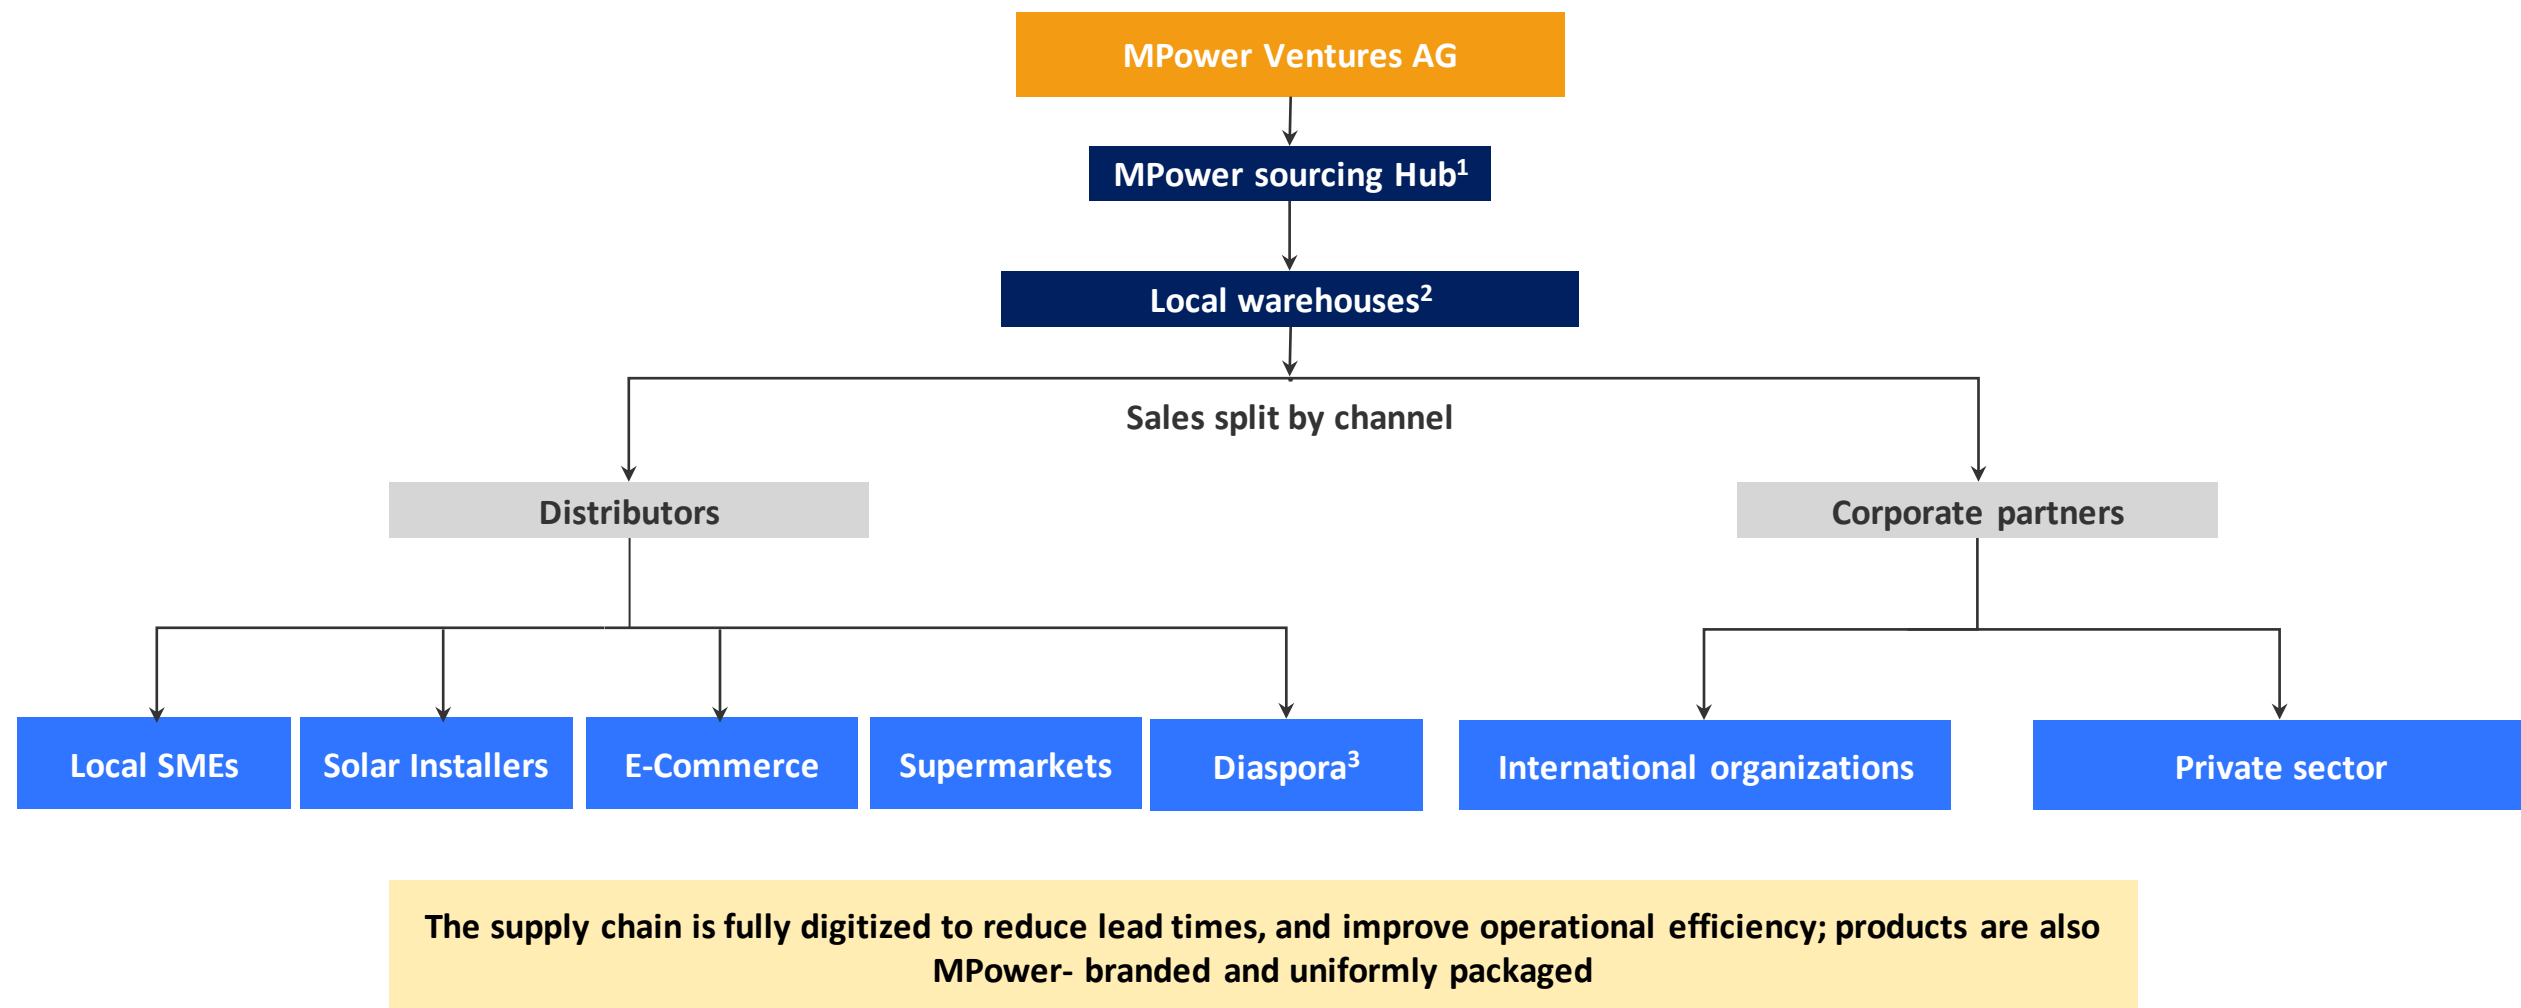 MPower Ventures AG
MPower sourcing Hub¹
Local warehouses²
Sales split by channel
Distributors
Corporate partners
Local SMEs
Solar Installers
E-Commerce
Supermarkets
Diaspora³
International organizations
Private sector
The supply chain is fully digitized to reduce lead times, and improve operational efficiency; products are also
MPower- branded and uniformly packaged